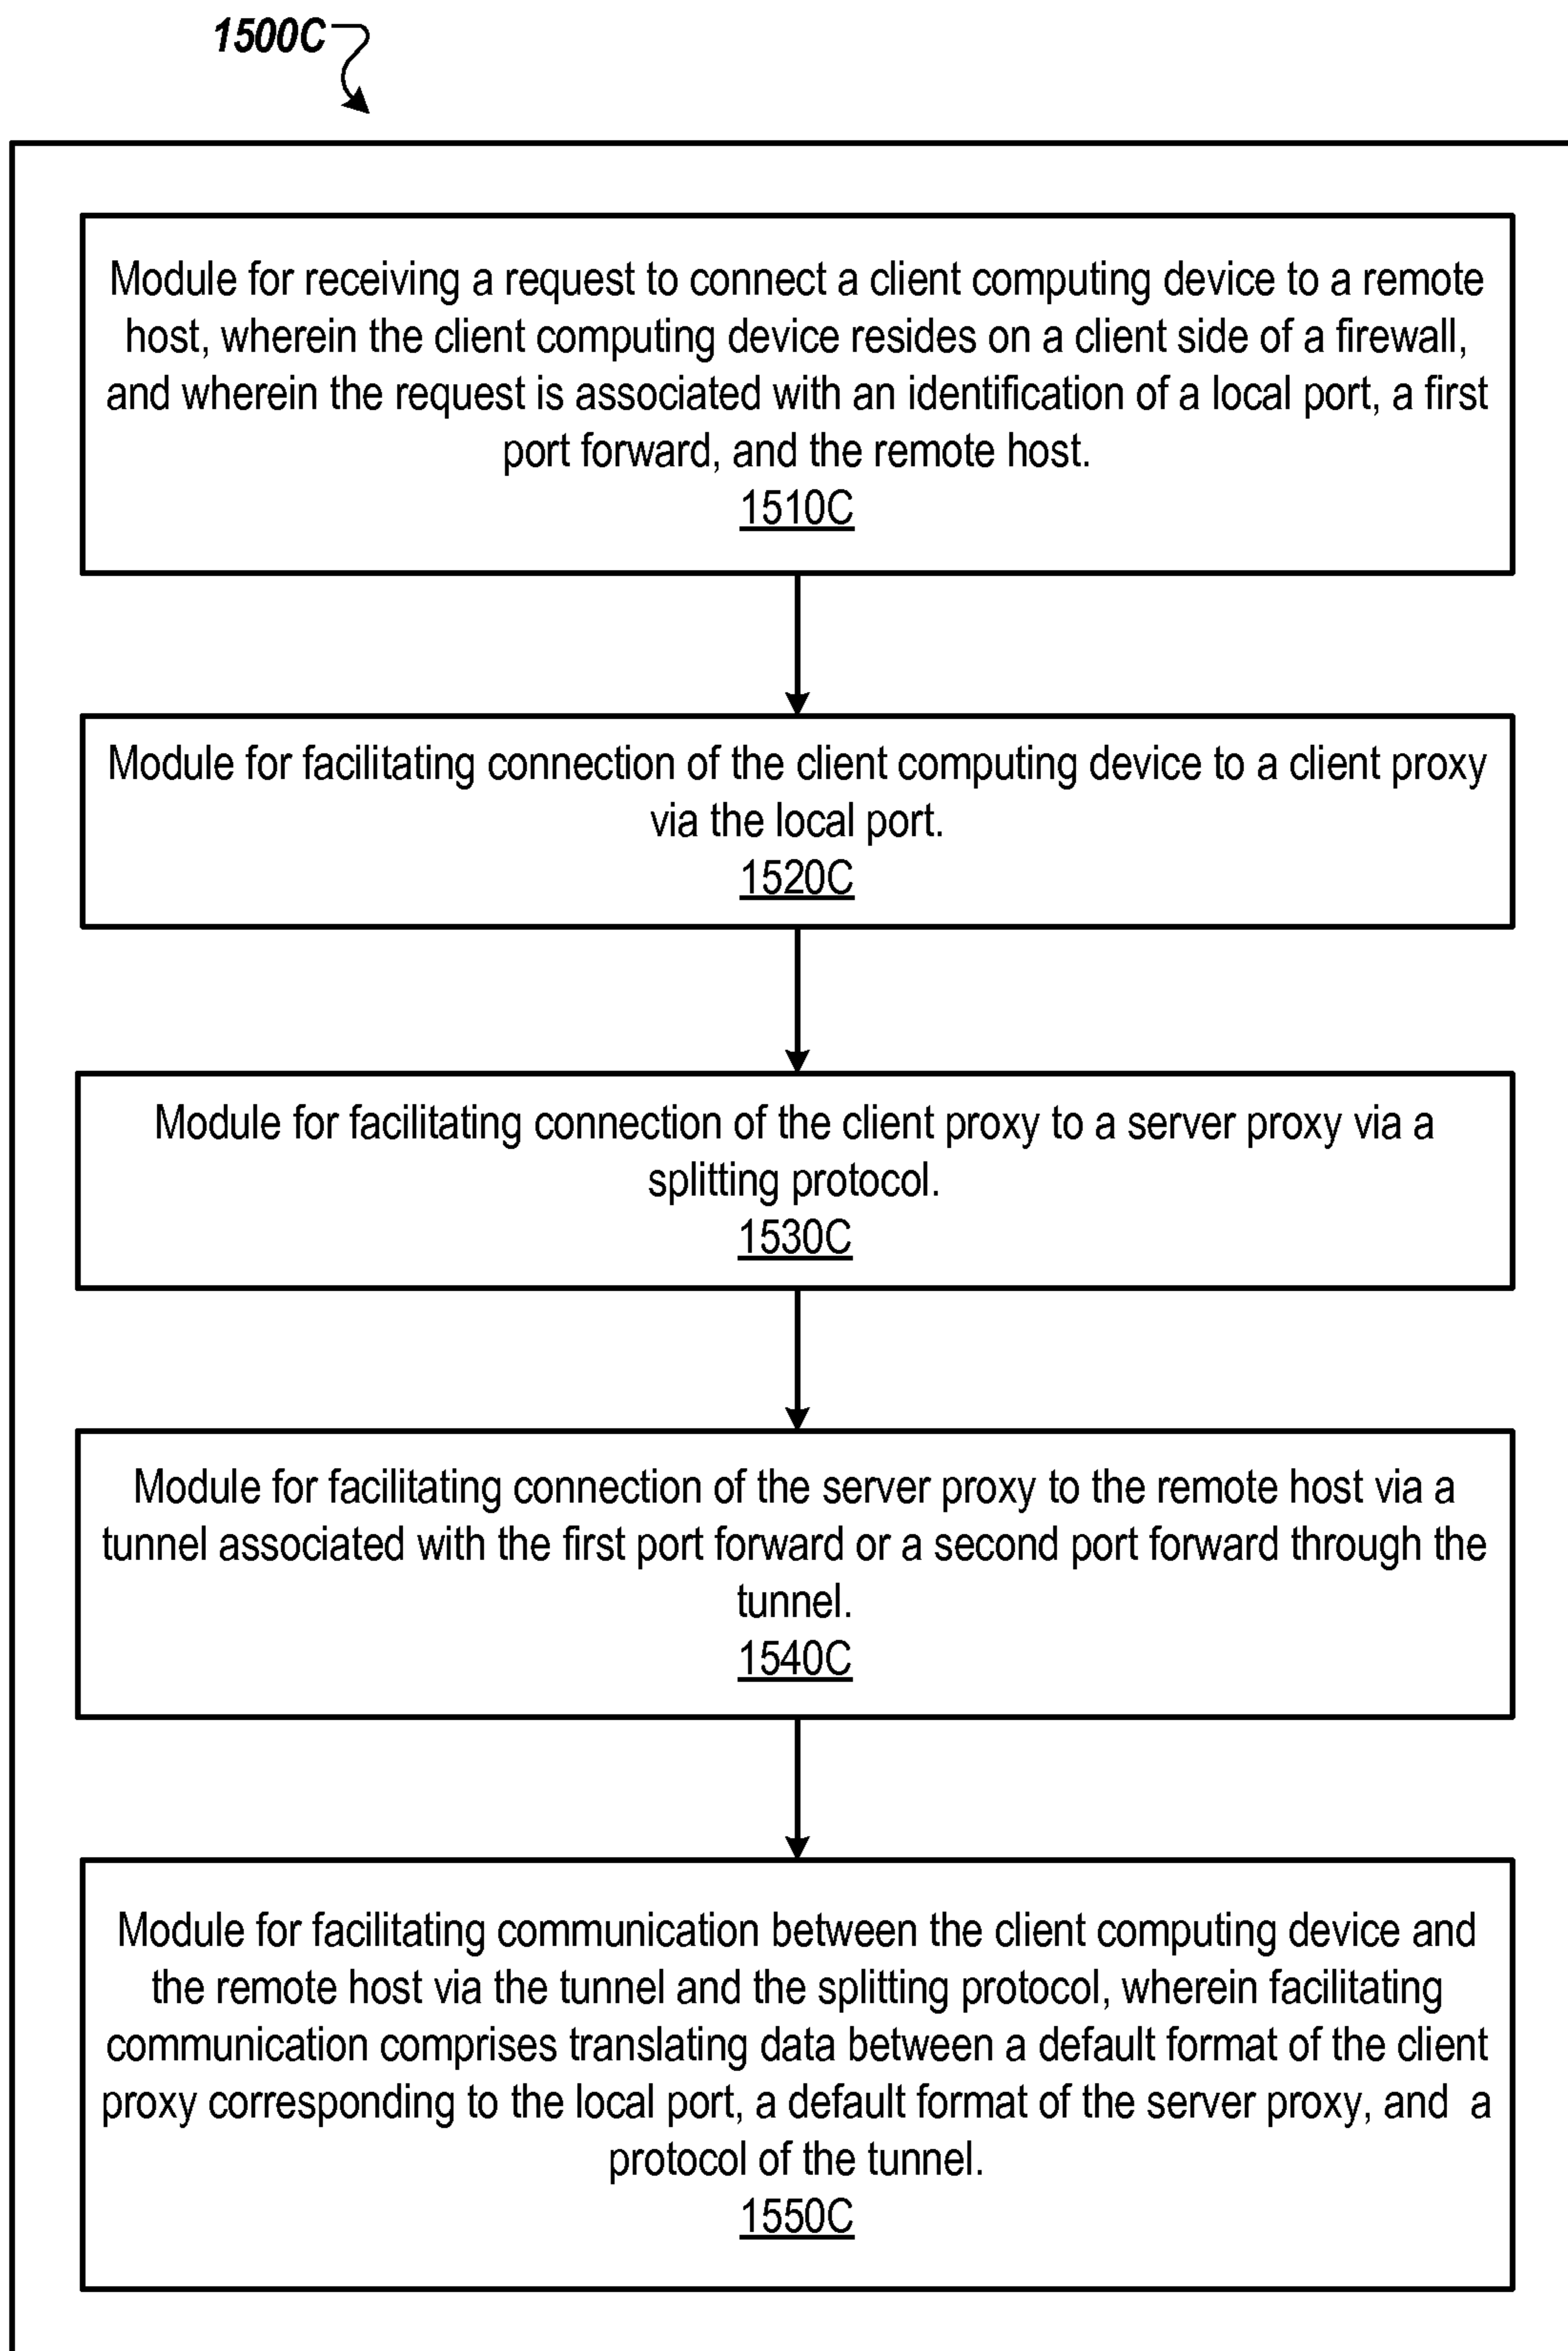 1500C
Module for receiving a request to connect a client computing device to a remote
host, wherein the client computing device resides on a client side of a firewall,
and wherein the request is associated with an identification of a local port, a first
port forward, and the remote host.
1510C
Module for facilitating connection of the client computing device to a client proxy
via the local port.
1520C
Module for facilitating connection of the client proxy to a server proxy via a
splitting protocol.
1530C
Module for facilitating connection of the server proxy to the remote host via a
tunnel associated with the first port forward or a second port forward through the
tunnel.
1540C
Module for facilitating communication between the client computing device and
the remote host via the tunnel and the splitting protocol, wherein facilitating
communication comprises translating data between a default format of the client
proxy corresponding to the local port, a default format of the server proxy, and a
protocol of the tunnel.
1550C